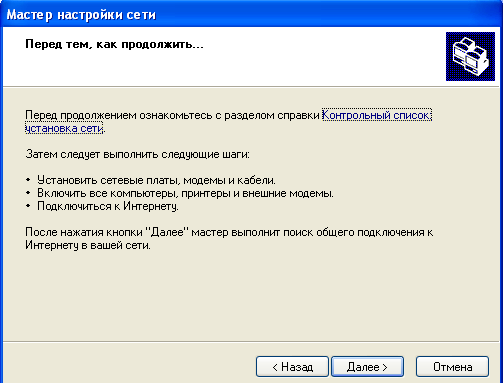 Мастер настройки сети
Перед тем, как продолжить...
Перед продолжением ознакомьтесь с разделом справки Контрольный список:
установка сети.
Затем следует выполнить следующие шаги:
• Установить сетевые платы, модемы и кабели.
• Включить все компьютеры, принтеры и внешние модемы.
• Подключиться к Интернету.
После нажатия кнопки "Далее" мастер выполнит поиск общего подключения к
Интернету в вашей сети.
< Назад
Далее >
Отмена